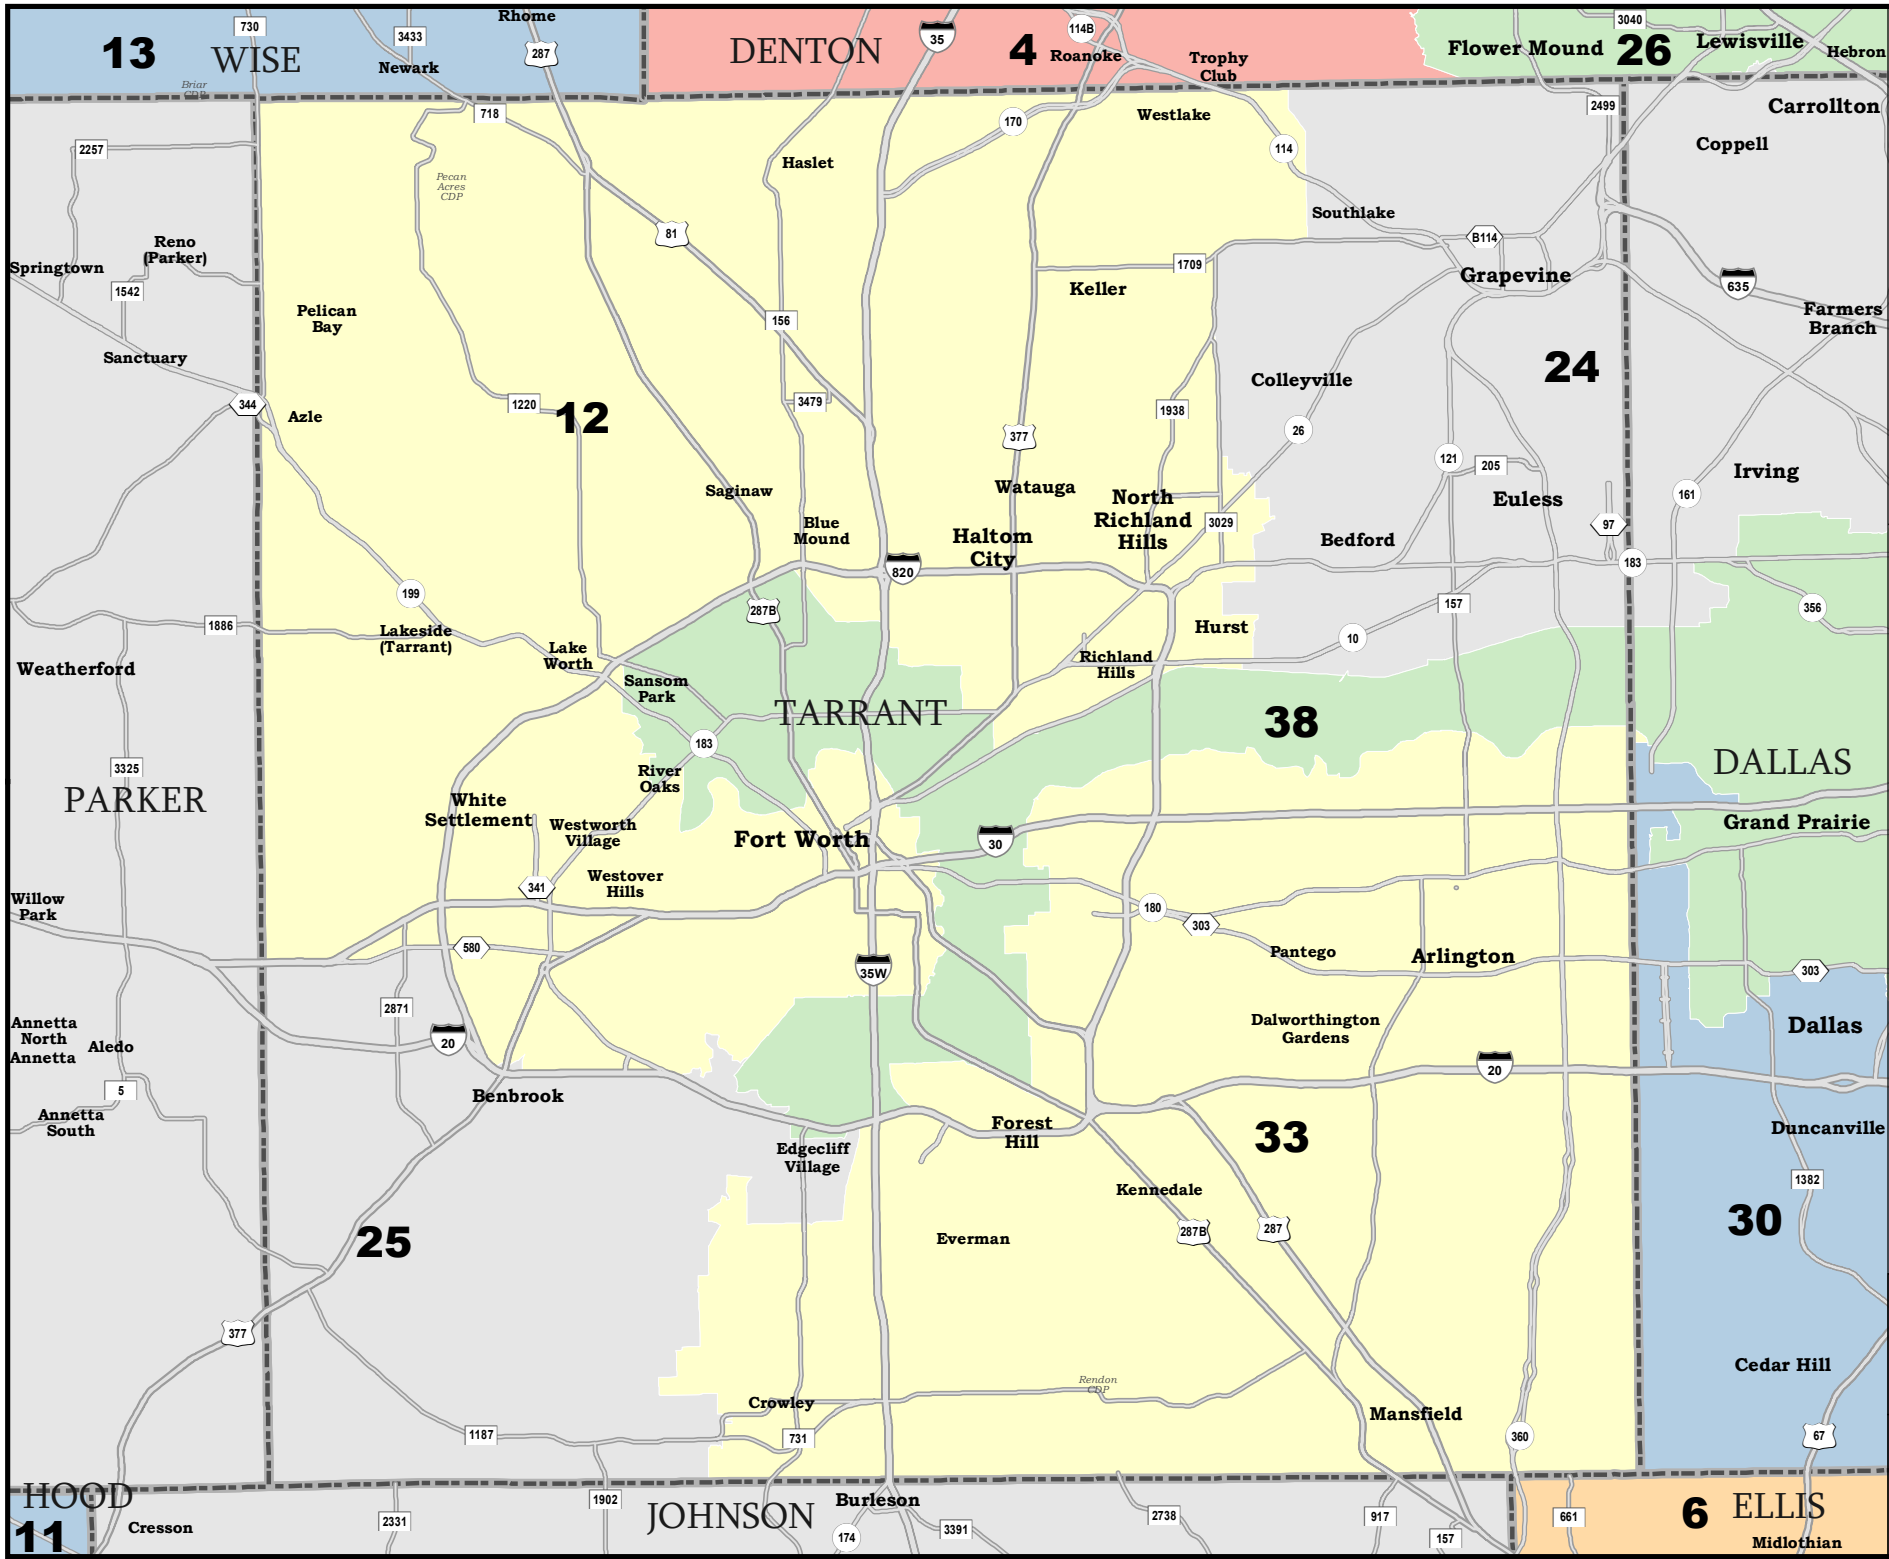 13
730
WISE
3433
Newark
Rhome
287
DENTON
35
4
114B
Roanoke
Trophy
Club
Flower Mound
3040
26
Lewisville
Hebron
Briar
CDP
718
170
Westlake
114
2499
Carrollton
Coppell
2257
Haslet
Pecan
Acres
CDP
Southlake
81
B114
Reno
(Parker)
Springtown
1542
1709
Grapevine
635
Keller
Pelican
Bay
156
Farmers
Branch
Sanctuary
24
Colleyville
344
Azle
1220
12
3479
1938
377
26
121
205
Irving
Saginaw
Watauga
North
Richland
Hills
Euless
161
3029
97
Blue
Mound
Haltom
City
Bedford
820
183
199
287B
157
356
1886
Lakeside
(Tarrant)
Lake
Worth
Hurst
10
Weatherford
Richland
Hills
Sansom
Park
TARRANT
38
183
3325
River
Oaks
DALLAS
PARKER
White
Settlement
Westworth
Village
Fort Worth
30
Grand Prairie
341
Westover
Hills
Willow
Park
180
303
580
Pantego
Arlington
35W
303
2871
Annetta
North
Annetta
Aledo
20
Dalworthington
Gardens
Dallas
20
5
Benbrook
Annetta
South
Forest
Hill
33
Duncanville
Edgecliff
Village
1382
Kennedale
25
Everman
287B
287
30
377
Cedar Hill
Rendon
CDP
Crowley
Mansfield
1187
731
360
67
HOOD
11
Cresson
2331
1902
JOHNSON
Burleson
174
3391
2738
917
157
661
6
ELLIS
Midlothian